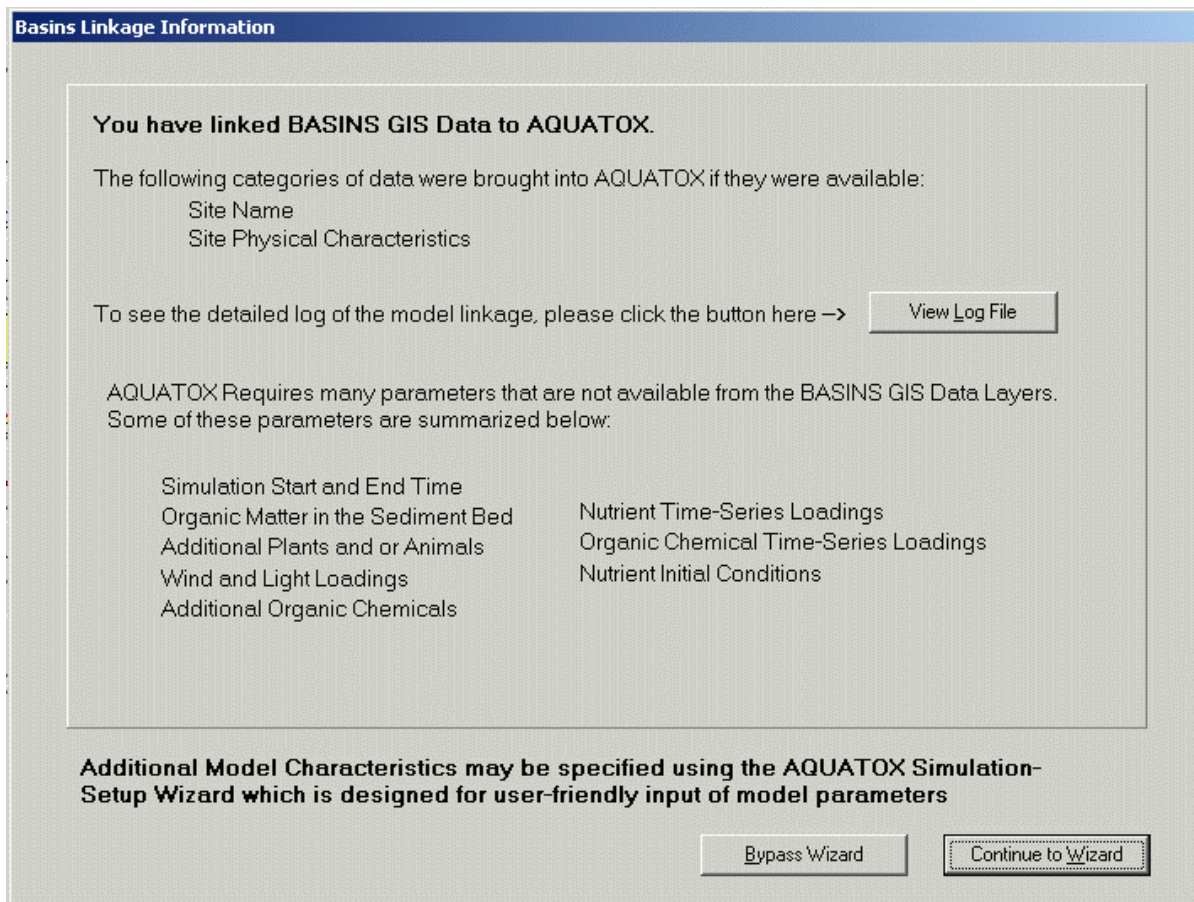 Basins Linkage Information
You have linked BASINS GIS Data to AQUATOX.
The following categories of data were brought into AQUATOX if they were available:
Site Name
Site Physical Characteristics
To see the detailed log of the model linkage, please click the button here -->
View Log File
AQUATOX Requires many parameters that are not available from the BASINS GIS Data Layers.
Some of these parameters are summarized below:
Simulation Start and End Time
Organic Matter in the Sediment Bed
Additional Plants and or Animals
Wind and Light Loadings
Additional Organic Chemicals
Nutrient Time-Series Loadings
Organic Chemical Time-Series Loadings
Nutrient Initial Conditions
Additional Model Characteristics may be specified using the AQUATOX Simulation-
Setup Wizard which is designed for user-friendly input of model parameters
Bypass Wizard
Continue to Wizard